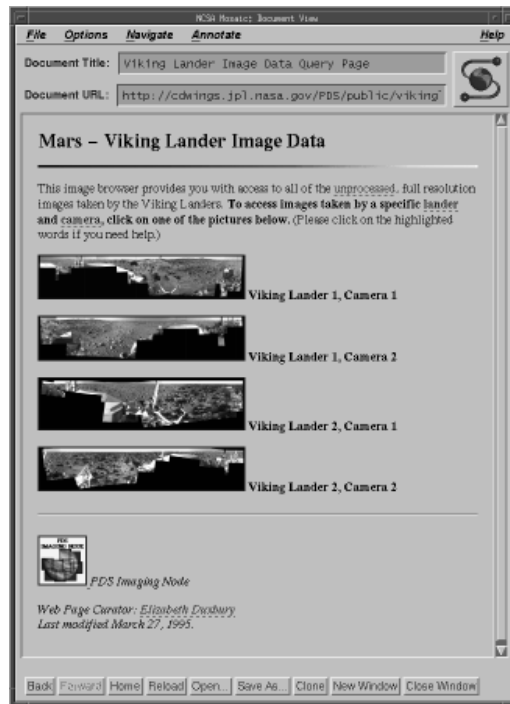 NCSA Mosaic: Document View
File Options Navigate Annotate Help
Document Title: Viking Lander Image Data Query Page
Document URL: http://cdwings.jpl.nasa.gov/PDS/public/viking
Mars – Viking Lander Image Data
This image browser provides you with access to all of the unprocessed, full resolution
images taken by the Viking Landers. To access images taken by a specific lander
and camera, click on one of the pictures below. (Please click on the highlighted
words if you need help.)
Viking Lander 1, Camera 1
Viking Lander 1, Camera 2
Viking Lander 2, Camera 1
Viking Lander 2, Camera 2
PDS
IMAGING NODE
PDS Imaging Node
Web Page Curator: Elizabeth Duxbury
Last modified March 27, 1995.
Back Forward Home Reload Open... Save As... Clone New Window Close Window